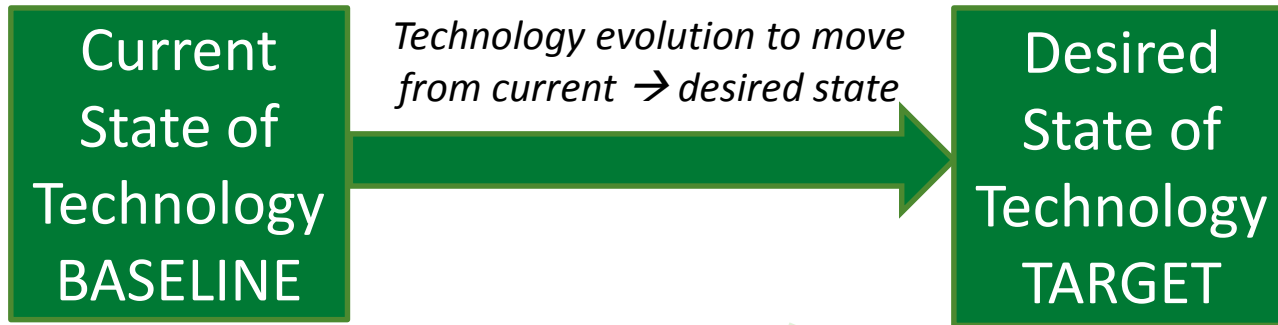 Current
State of
Technology
BASELINE
Technology evolution to move
from current → desired state
Desired
State of
Technology
TARGET